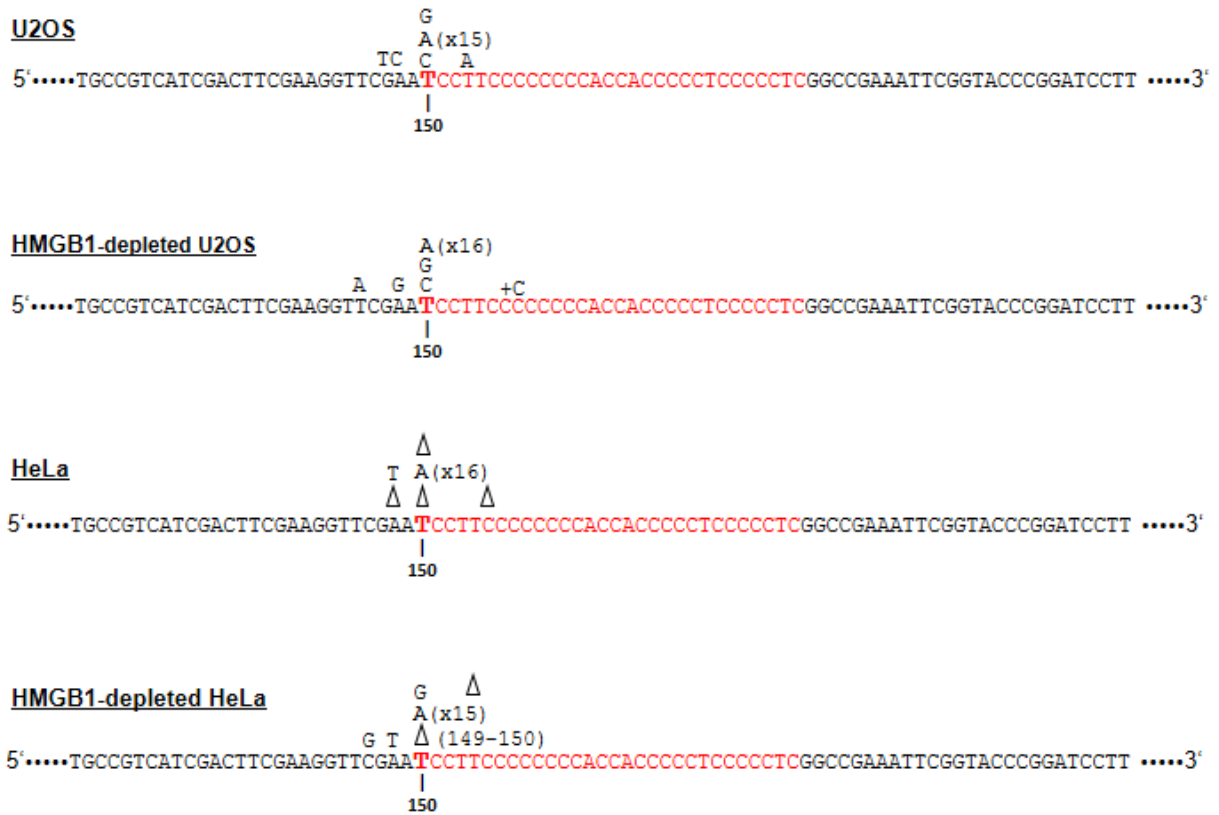 U2OS
G
A(x15)
TC C A
5‘•••••TGCCGTCATCGACTTCGAAGGTTCGAATCCTTCCCCCCCCACCACCCCCTCCCCCTCGGCCGAAATTCGGTACCCGGATCCTT •••••3‘
150
HMGB1-depleted U2OS
A(x16)
G
A G C +C
5‘•••••TGCCGTCATCGACTTCGAAGGTTCGAATCCTTCCCCCCCCACCACCCCCTCCCCCTCGGCCGAAATTCGGTACCCGGATCCTT •••••3‘
150
Δ
HeLa
T A(x16)
Δ Δ Δ
5‘•••••TGCCGTCATCGACTTCGAAGGTTCGAATCCTTCCCCCCCCACCACCCCCTCCCCCTCGGCCGAAATTCGGTACCCGGATCCTT •••••3‘
150
HMGB1-depleted HeLa
G Δ
A(x15)
G T Δ (149-150)
5‘•••••TGCCGTCATCGACTTCGAAGGTTCGAATCCTTCCCCCCCCACCACCCCCTCCCCCTCGGCCGAAATTCGGTACCCGGATCCTT •••••3‘
150